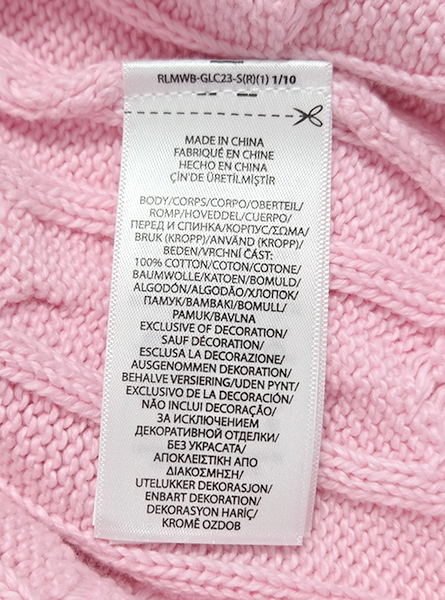 RLMWB-GLC23-S(R)(1) 1/10
MADE IN CHINA
FABRIQUÉ EN CHINE
HECHO EN CHINA
ÇİN'DE ÜRETİLMİŞTİR
BODY/CORPS/CORPO/OBERTEIL/
ROMP/HOVEDDEL/CUERPO/
ПЕРЕД И СПИНКА/КОРПУС/ΣΩΜΑ/
BRUK (KROPP)/ANVÄND (KROPP)/
BEDEN/VRCHNÍ ČÁST:
100% COTTON/COTON/COTONE/
BAUMWOLLE/KATOEN/BOMULD/
ALGODÓN/ALGODÃO/ХЛОПОК/
ПАМУК/ΒΑΜΒΑΚΙ/BOMULL/
PAMUK/BAVLNA
EXCLUSIVE OF DECORATION/
SAUF DÉCORATION/
ESCLUSA LA DECORAZIONE/
AUSGENOMMEN DEKORATION/
BEHALVE VERSIERING/UDEN PYNT/
EXCLUSIVO DE LA DECORACIÓN/
NÃO INCLUI DECORAÇÃO/
ЗА ИСКЛЮЧЕНИЕМ
ДЕКОРАТИВНОЙ ОТДЕЛКИ/
БЕЗ УКРАСАТА/
ΑΠΟΚΛΕΙΣΤΙΚΗ ΑΠΟ
ΔΙΑΚΟΣΜΗΣΗ/
UTELUKKER DEKORASJON/
ENBART DEKORATION/
DEKORASYON HARİÇ/
KROMĚ OZDOB